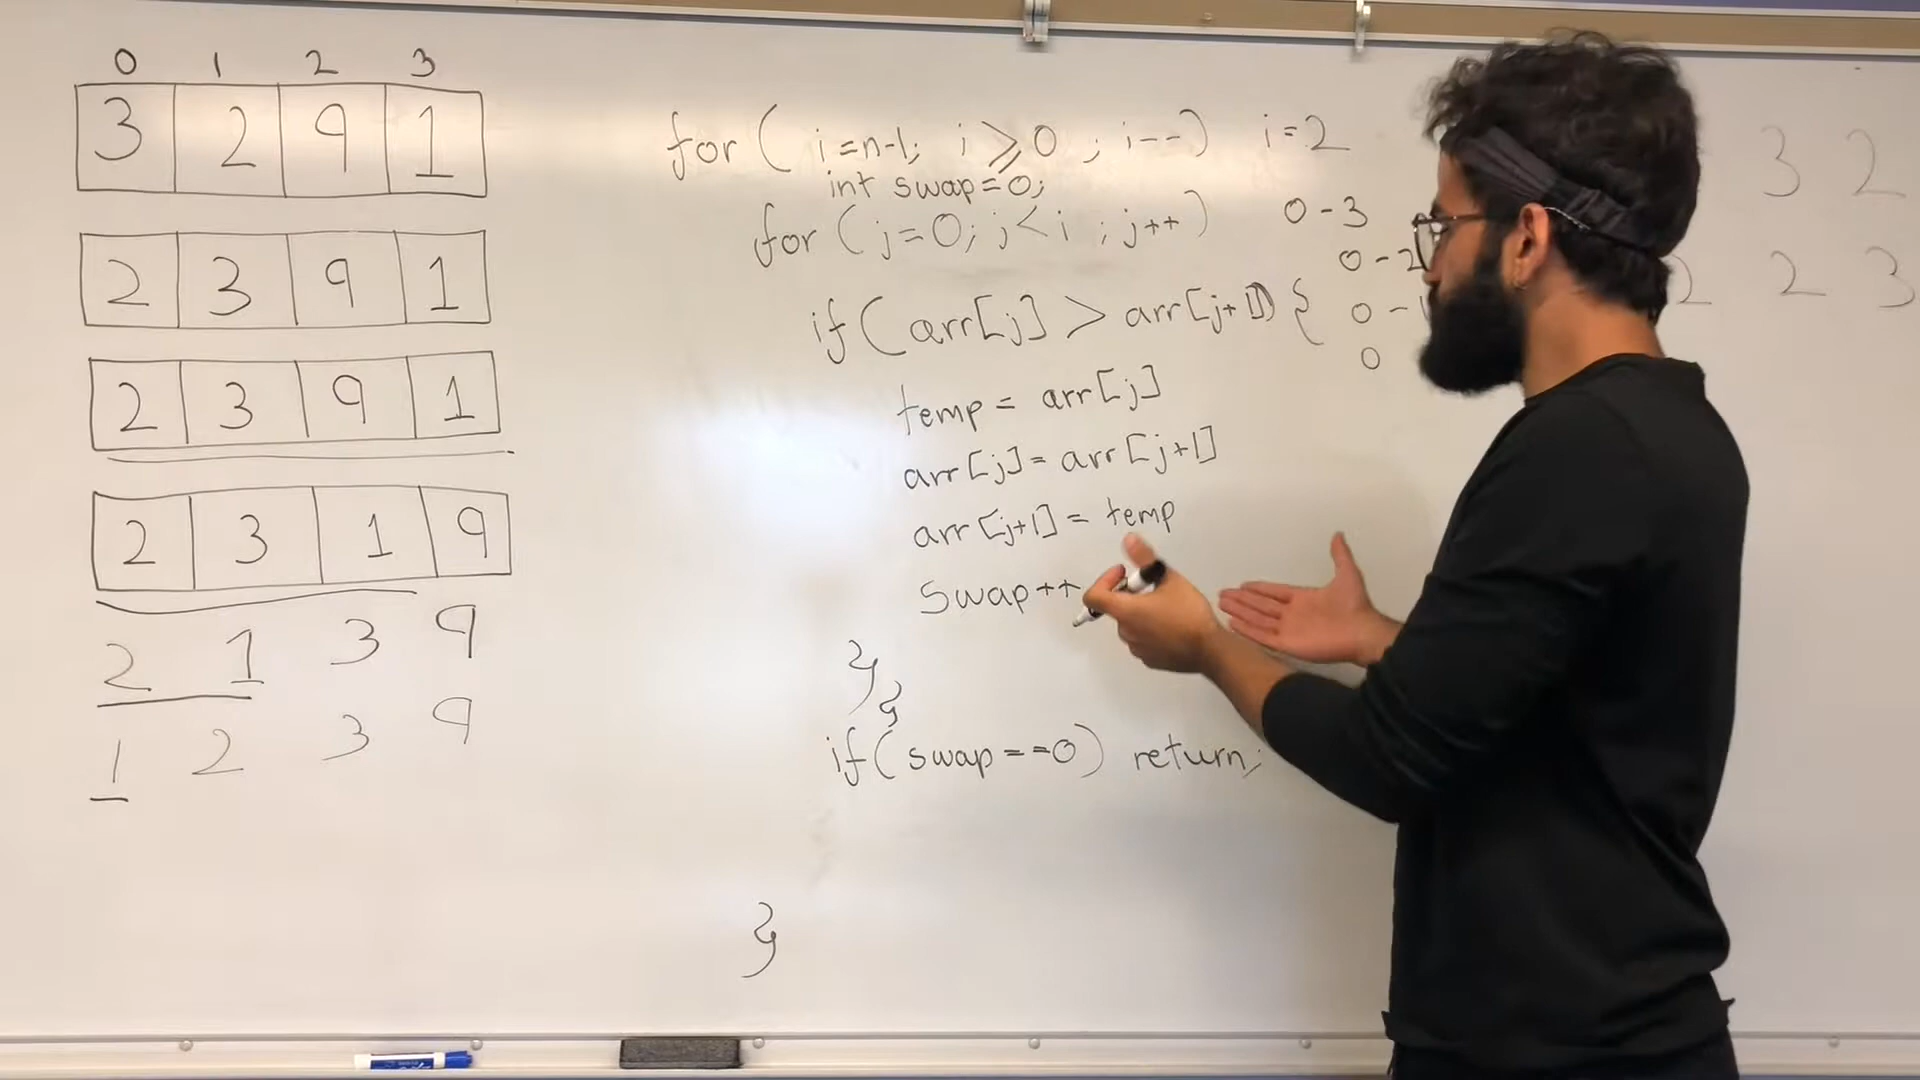 0 1 2 3
3 2 9 1
2 3 9 1
2 3 9 1
2 3 1 9
2 1 3 9
1 2 3 9
for ( i=n-1; i ≥ 0 ; i-- ) i=2
int swap=0;
for ( j=0; j < i ; j++ )
if ( arr[j] > arr[j+1]) {
temp = arr[j]
arr[j] = arr[j+1]
arr[j+1] = temp
swap++
}
}
if ( swap==0 ) return;
}
0-3
0-2
0-1
0
3 2
2 2 3